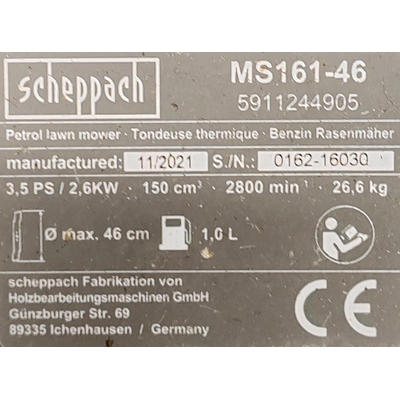 scheppach
MS161-46
5911244905
Petrol lawn mower · Tondeuse thermique · Benzin Rasenmäher
manufactured: 11/2021 S./N.: 0162-16030
3,5 PS / 2,6KW · 150 cm³ · 2800 min⁻¹ · 26,6 kg
Ø max. 46 cm
1,0 L
scheppach Fabrikation von
Holzbearbeitungsmaschinen GmbH
Günzburger Str. 69
89335 Ichenhausen / Germany
CE